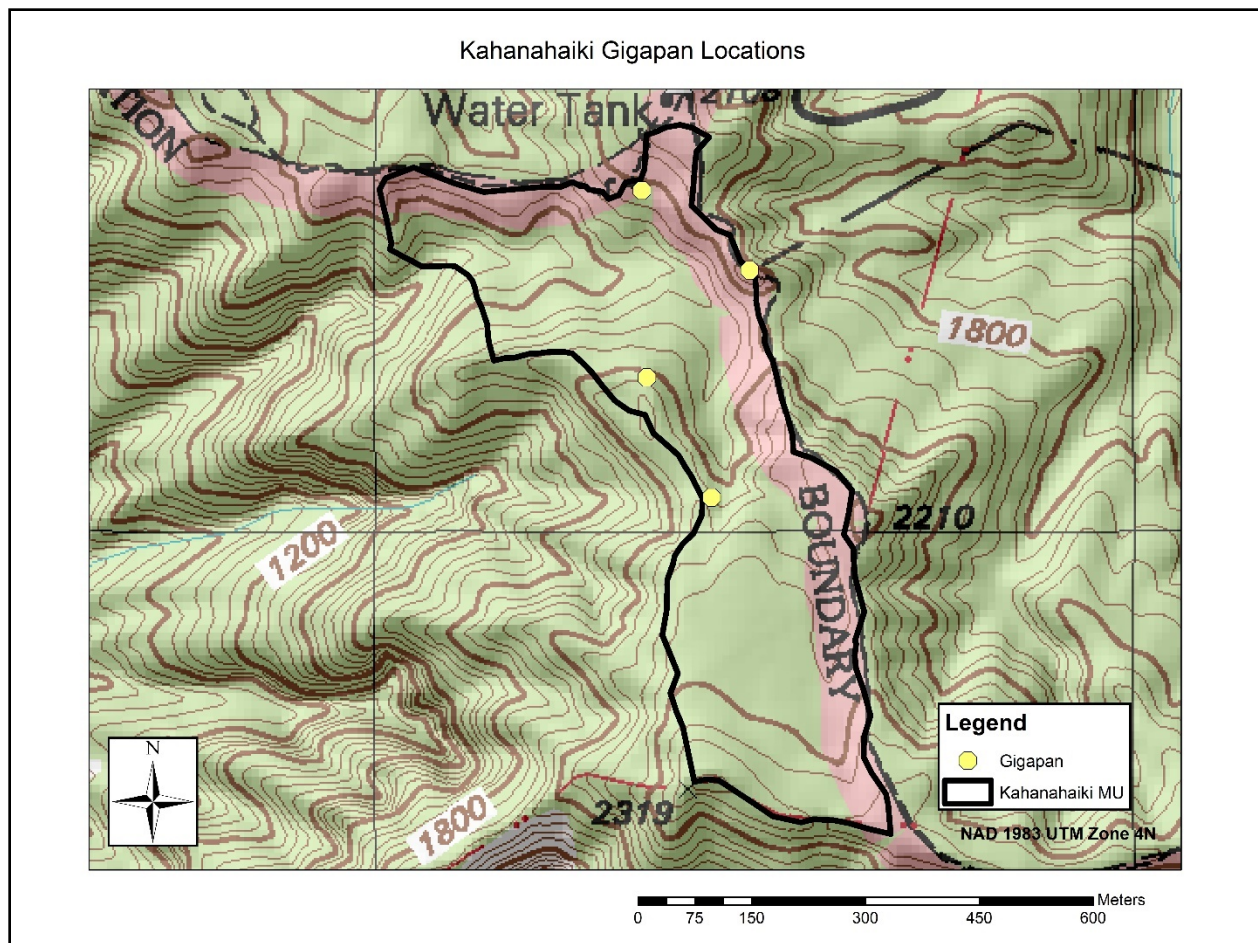 Kahanahaiki Gigapan Locations
Water Tank
TION
1800
2210
1200
BOUNDARY
2319
1800
N
Legend
Gigapan
Kahanahaiki MU
NAD 1983 UTM Zone 4N
Meters
0 75 150 300 450 600